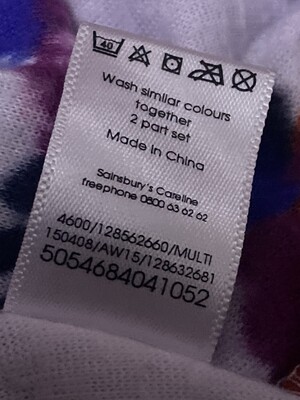 40
Wash similar colours
together
2 part set
Made in China
Sainsbury's Careline
freephone 0800 63 62 62
4600/128562660/MULTI
150408/AW15/128632681
5054684041052